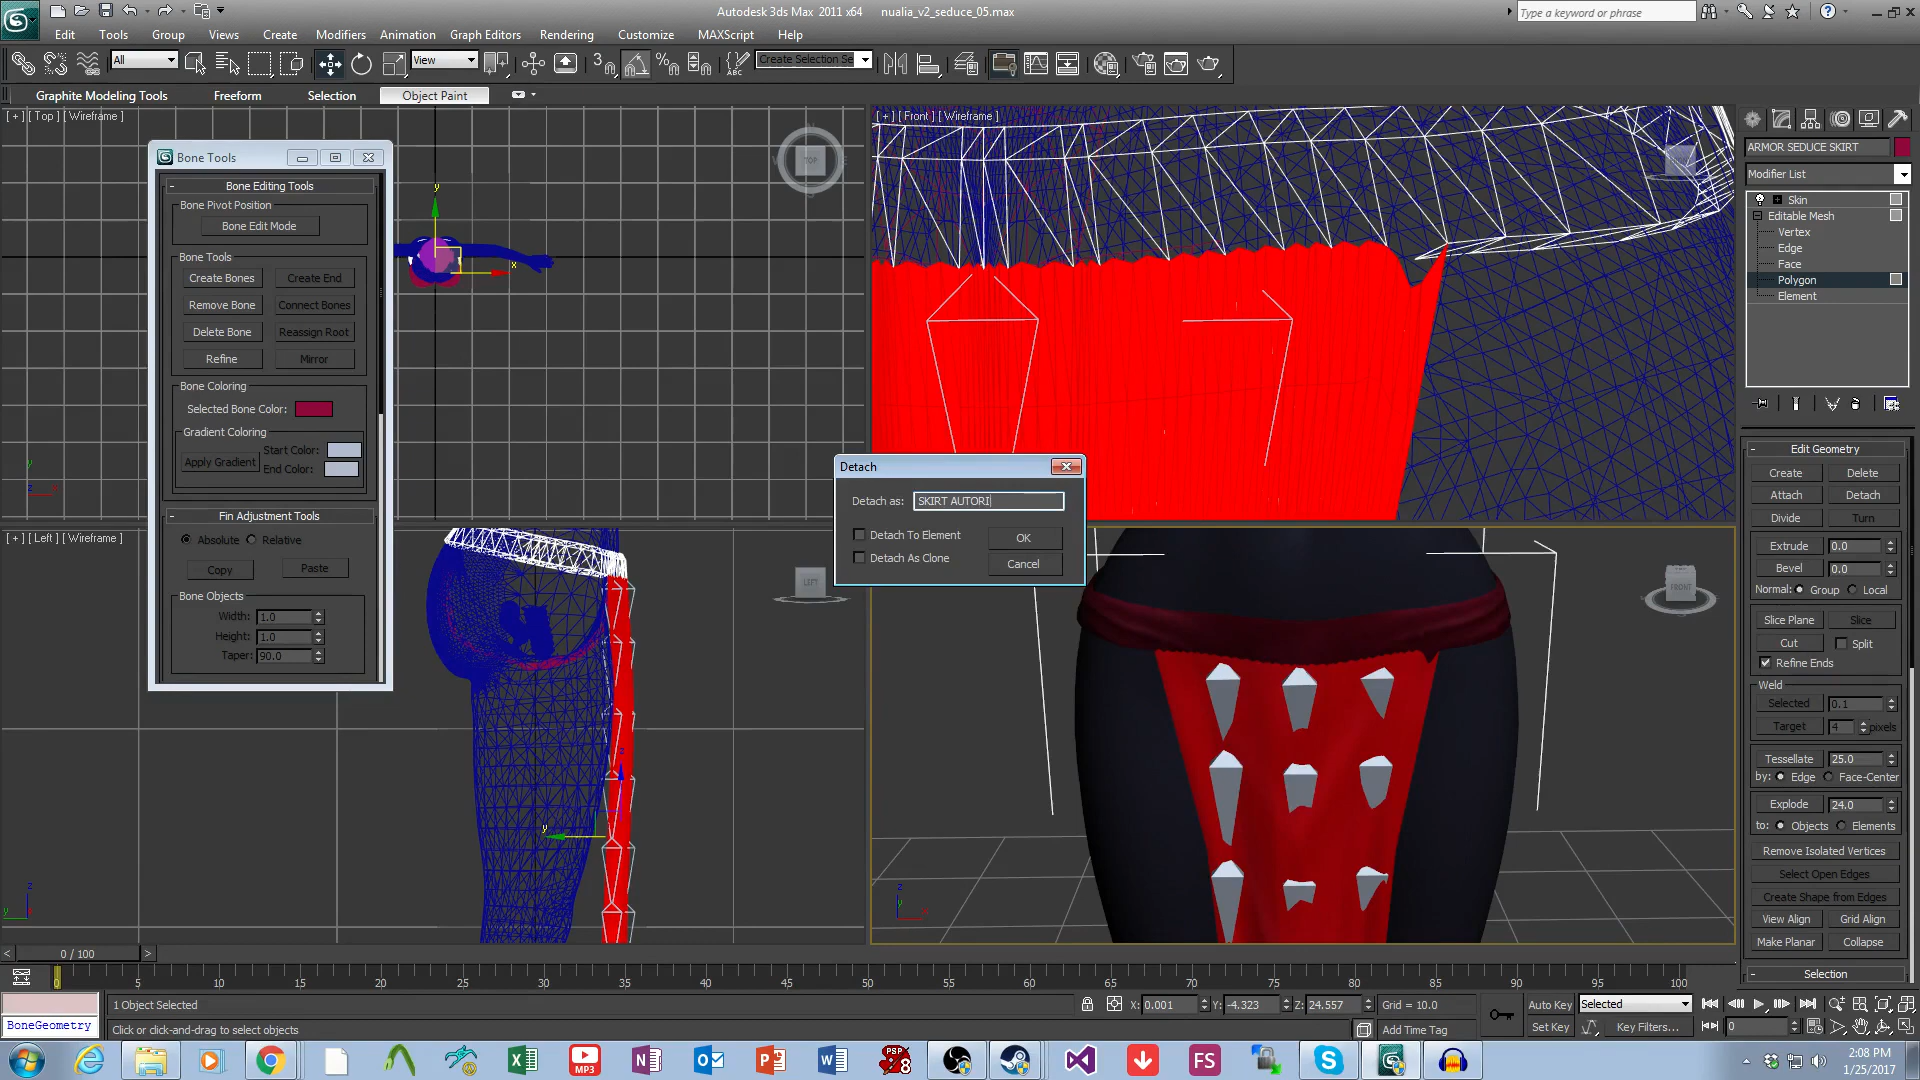 Autodesk 3ds Max 2011 x64 nualia_v2_seduce_05.max
Type a keyword or phrase
Edit Tools Group Views Create Modifiers Animation Graph Editors Rendering Customize MAXScript Help
All View 3 Create Selection Se
Graphite Modeling Tools Freeform Selection Object Paint
[ + ] [ Top ] [ Wireframe ]
[ + ] [ Front ] [ Wireframe ]
[ + ] [ Left ] [ Wireframe ]
TOP
LEFT
FRONT
Bone Tools
Bone Editing Tools
Bone Pivot Position
Bone Edit Mode
Bone Tools
Create Bones Create End
Remove Bone Connect Bones
Delete Bone Reassign Root
Refine Mirror
Bone Coloring
Selected Bone Color:
Gradient Coloring
Apply Gradient Start Color:
End Color:
Fin Adjustment Tools
Absolute Relative
Copy Paste
Bone Objects
Width: 1.0
Height: 1.0
Taper: 90.0
Detach
Detach as: SKIRT AUTORI
Detach To Element OK
Detach As Clone Cancel
ARMOR SEDUCE SKIRT
Modifier List
Skin
Editable Mesh
Vertex
Edge
Face
Polygon
Element
Edit Geometry
Create Delete
Attach Detach
Divide Turn
Extrude 0.0
Bevel 0.0
Normal: Group Local
Slice Plane Slice
Cut Split
Refine Ends
Weld
Selected 0.1
Target 4 pixels
Tessellate 25.0
by: Edge Face-Center
Explode 24.0
to: Objects Elements
Remove Isolated Vertices
Select Open Edges
Create Shape from Edges
View Align Grid Align
Make Planar Collapse
Selection
0 / 100
0 5 10 15 20 25 30 35 40 45 50 55 60 65 70 75 80 85 90 95 100
1 Object Selected X: 0.001 Y: -4.323 Z: 24.557 Grid = 10.0 Auto Key Selected
BoneGeometry Click or click-and-drag to select objects Add Time Tag Set Key Key Filters... 0
MP3 PSP 8 FS
2:08 PM
1/25/2017